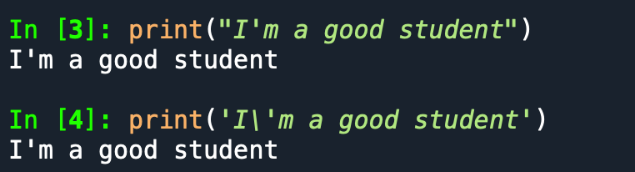 In [3]: print("I'm a good student")
I'm a good student
In [4]: print('I\'m a good student')
I'm a good student